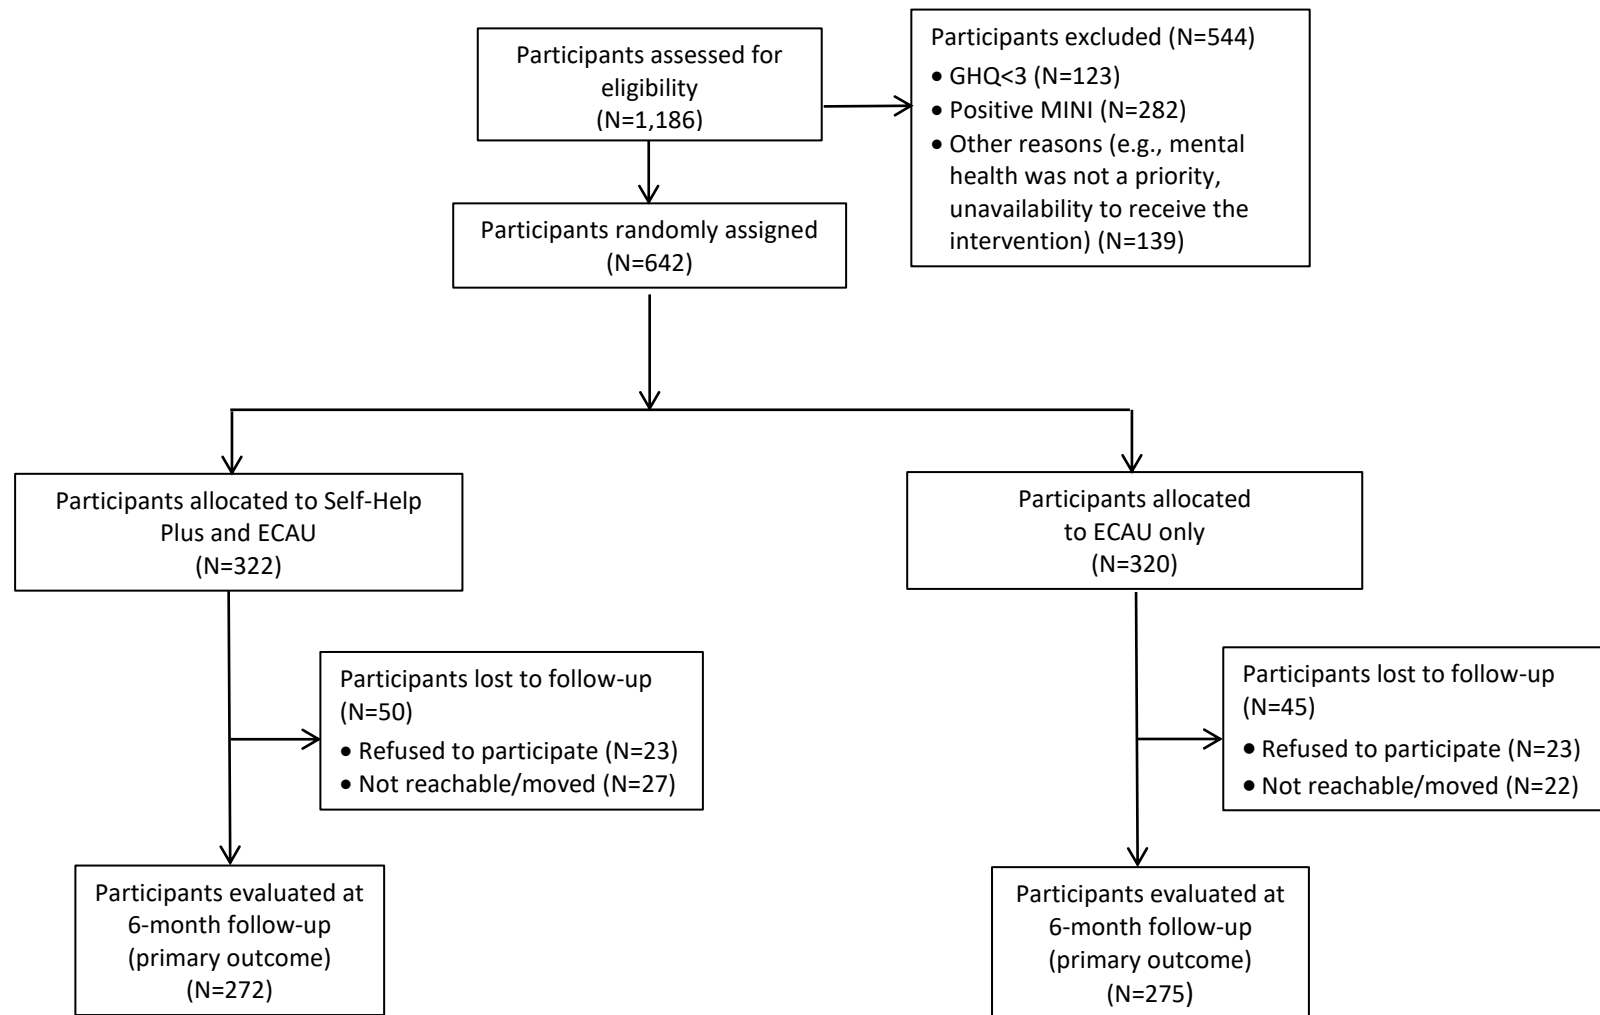 Participants assessed for
eligibility
(N=1,186)
Participants excluded (N=544)
• GHQ<3 (N=123)
• Positive MINI (N=282)
• Other reasons (e.g., mental
health was not a priority,
unavailability to receive the
intervention) (N=139)
Participants randomly assigned
(N=642)
Participants allocated to Self-Help
Plus and ECAU
(N=322)
Participants allocated
to ECAU only
(N=320)
Participants lost to follow-up
(N=50)
• Refused to participate (N=23)
• Not reachable/moved (N=27)
Participants lost to follow-up
(N=45)
• Refused to participate (N=23)
• Not reachable/moved (N=22)
Participants evaluated at
6-month follow-up
(primary outcome)
(N=272)
Participants evaluated at
6-month follow-up
(primary outcome)
(N=275)